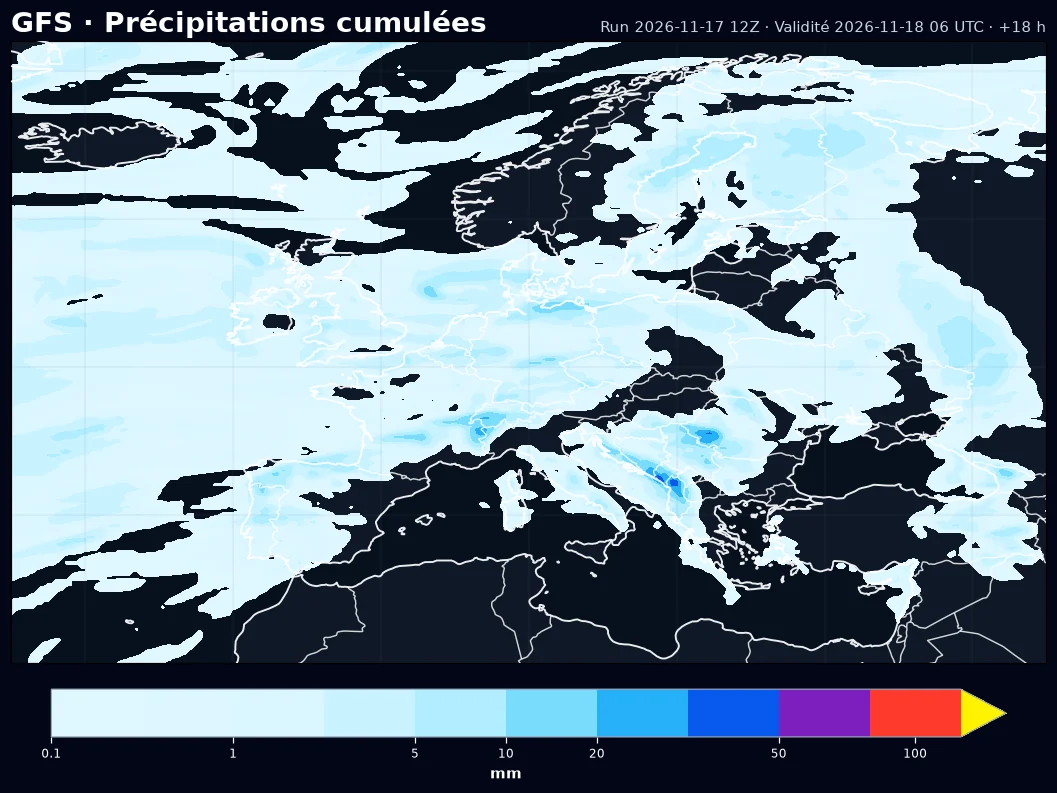 GFS · Précipitations cumulées
Run 2026-11-17 12Z · Validité 2026-11-18 06 UTC · +18 h
0.1 1 5 10 20 50 100
mm